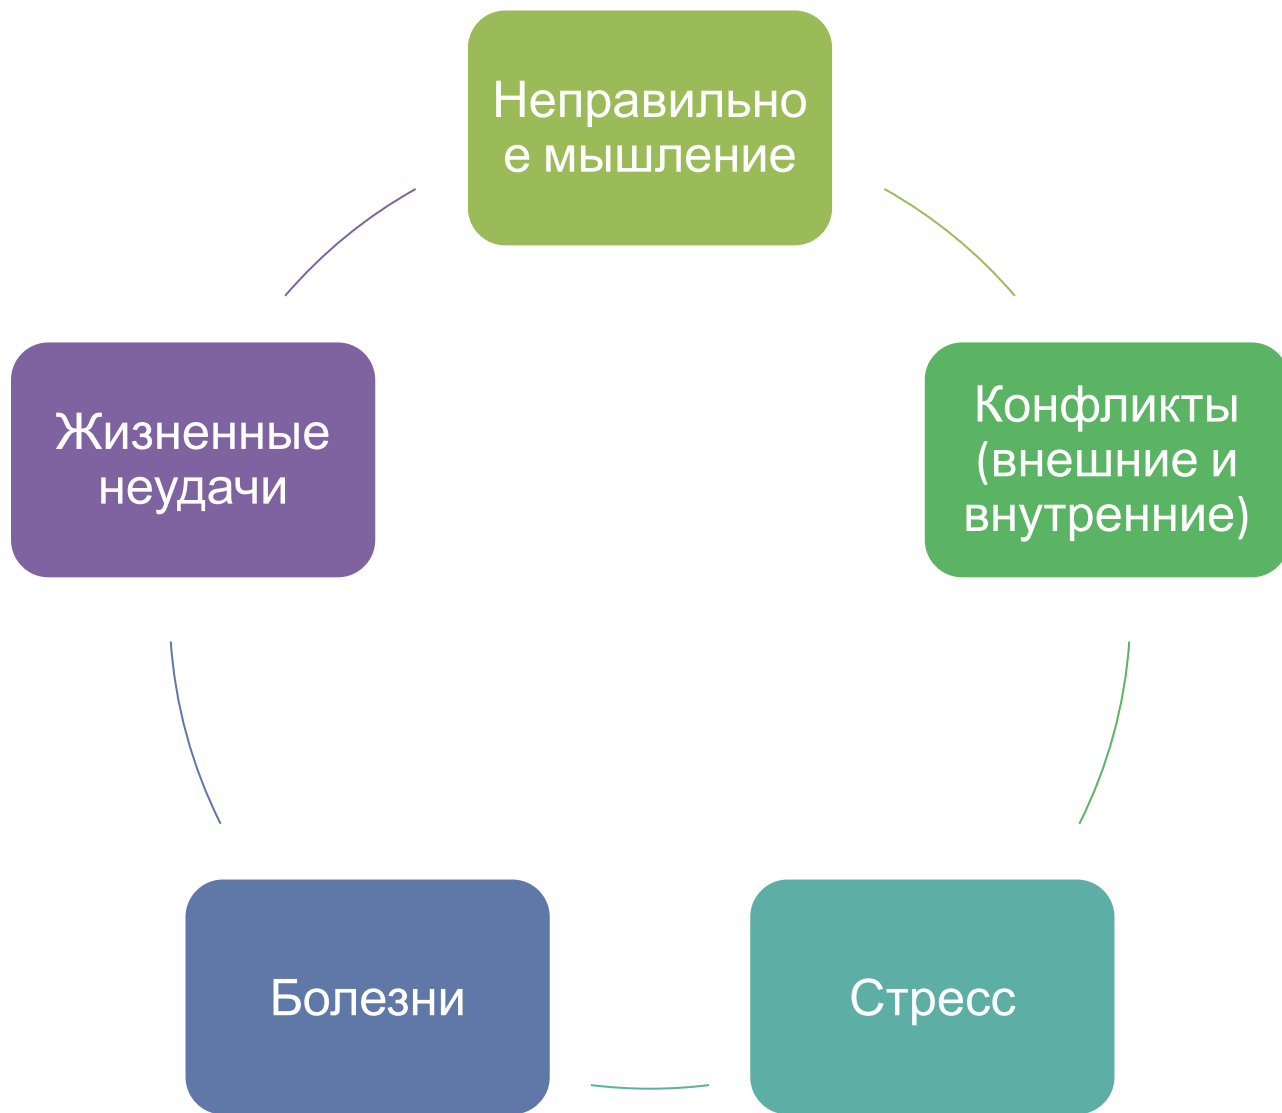 Неправильно
е мышление
Конфликты
(внешние и
внутренние)
Стресс
Болезни
Жизненные
неудачи